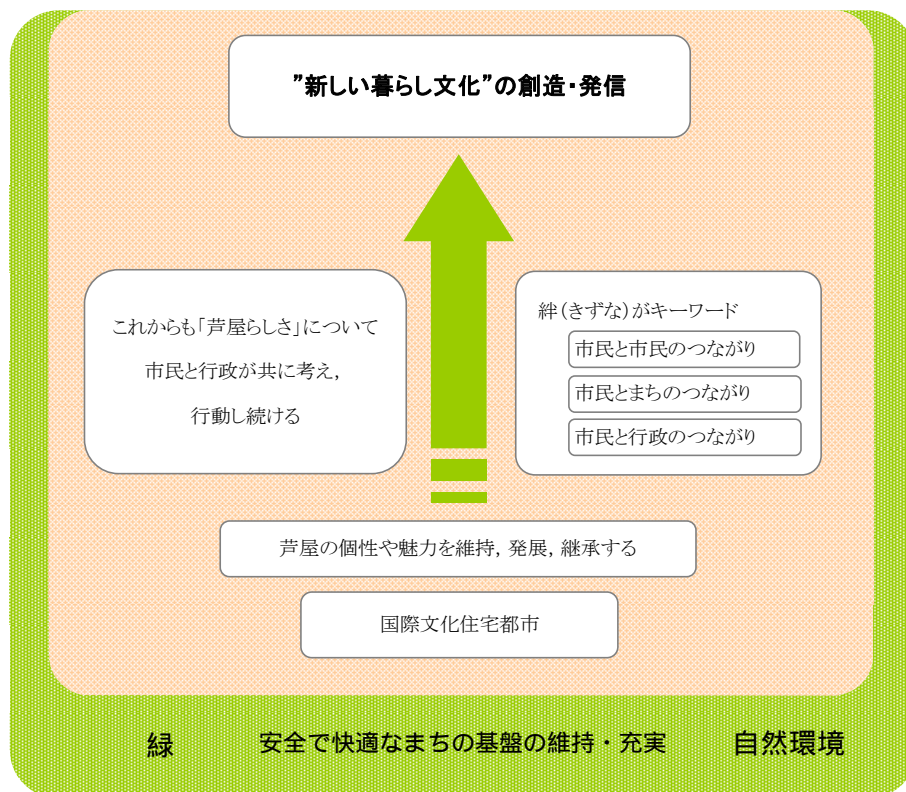 ”新しい暮らし文化”の創造・発信
これからも「芦屋らしさ」について
市民と行政が共に考え,
行動し続ける
絆(きずな)がキーワード
市民と市民のつながり
市民とまちのつながり
市民と行政のつながり
芦屋の個性や魅力を維持, 発展, 継承する
国際文化住宅都市
緑 安全で快適なまちの基盤の維持・充実 自然環境